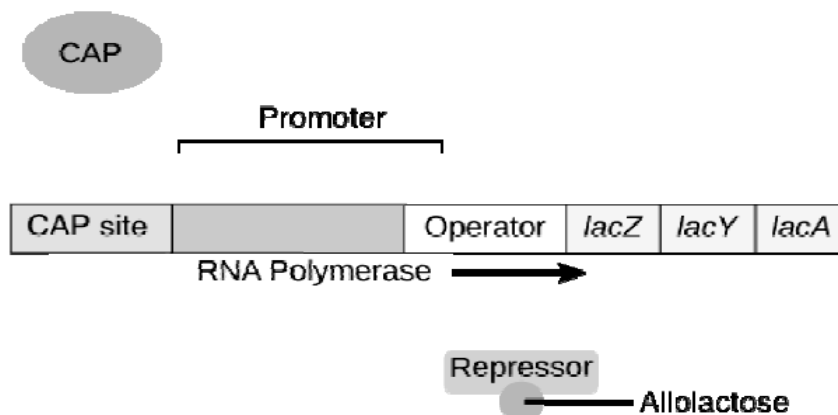 CAP
Promoter
CAP site Operator lacZ lacY lacA
RNA Polymerase
Repressor
Allolactose